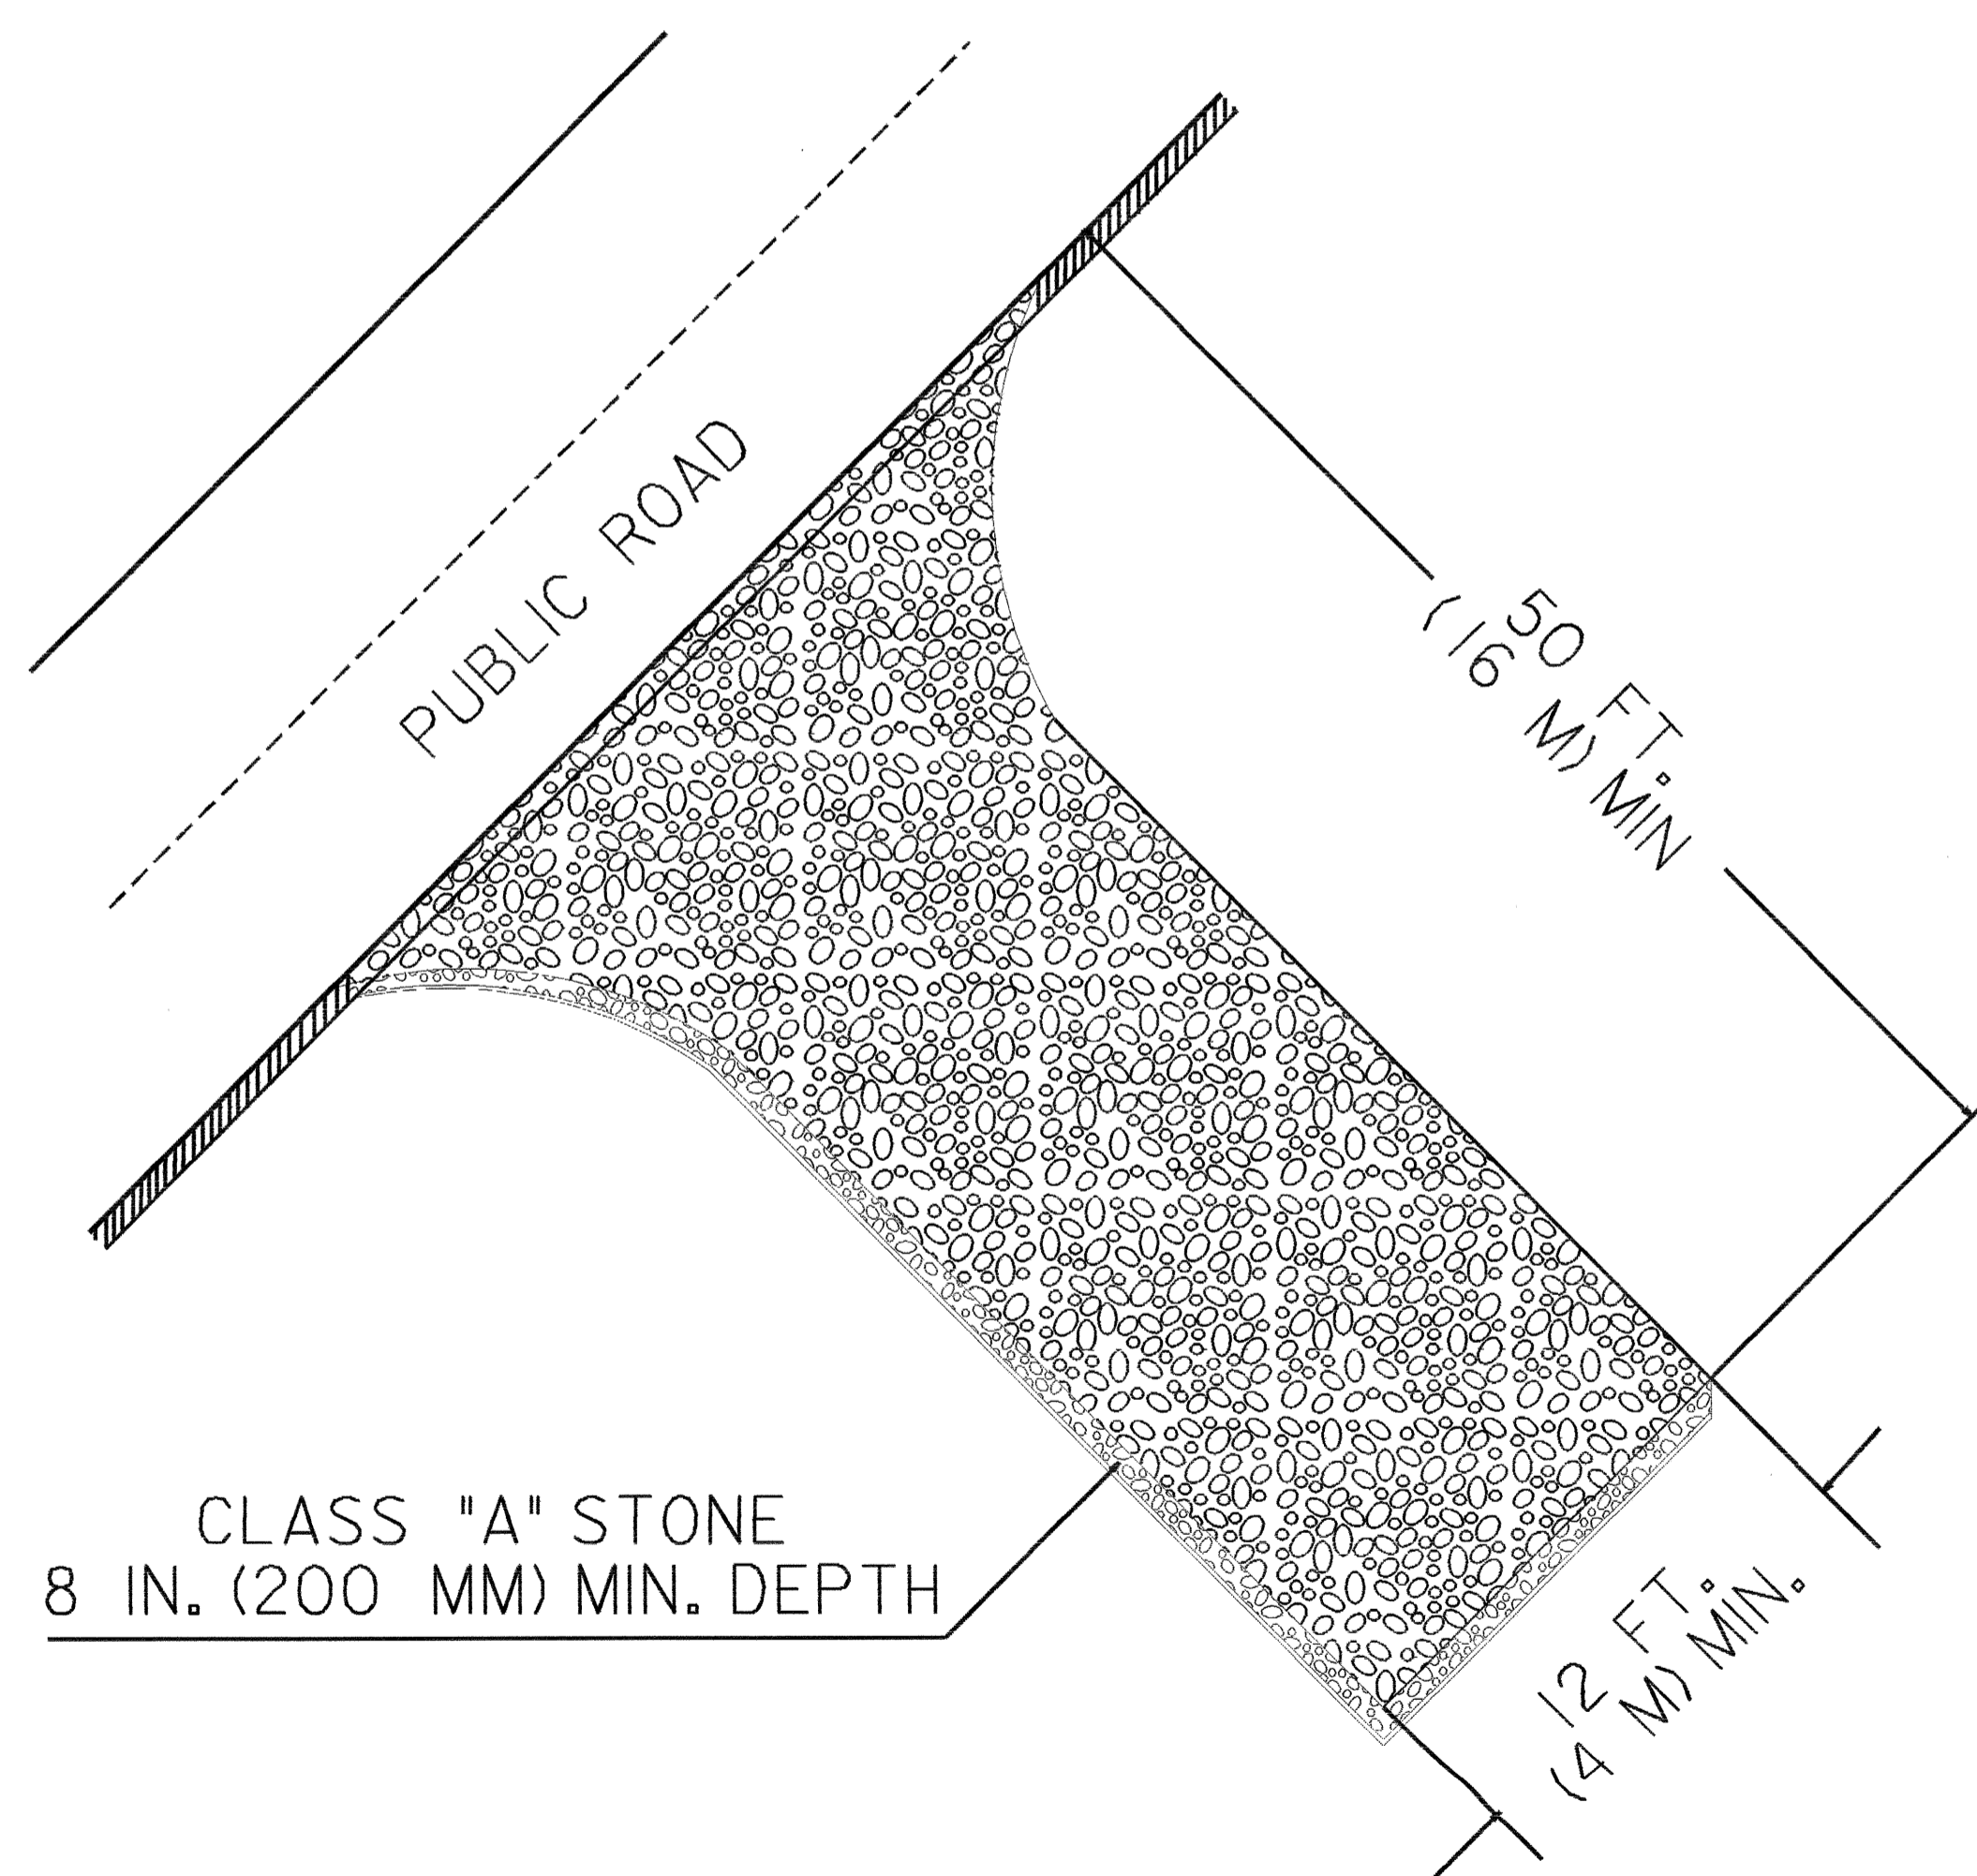 PUBLIC ROAD
50 FT.
(16 M) MIN
CLASS "A" STONE
8 IN. (200 MM) MIN. DEPTH
12 FT.
(4 M) MIN.